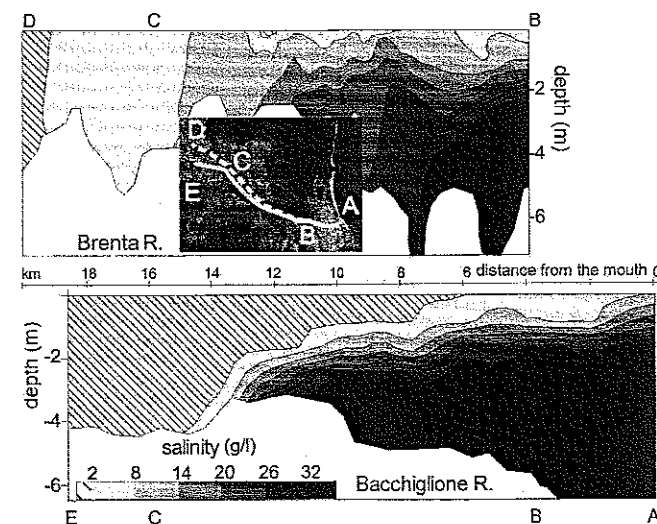 D C B
-2
-4
-6
depth (m)
D
C
E
A
B
Brenta R.
km 18 16 14 12 10 8 6 distance from the mouth
-2
-4
-6
depth (m)
salinity (g/l)
2 8 14 20 26 32
Bacchiglione R.
E C B A